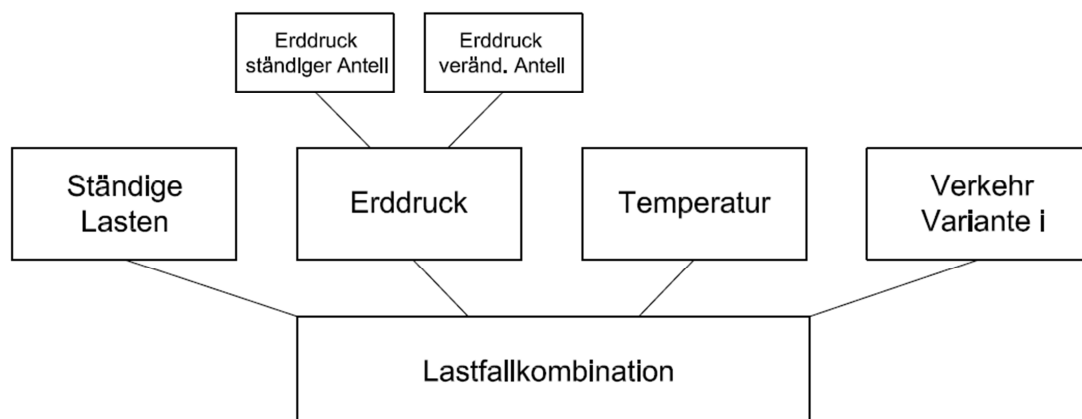 Erddruck
ständiger Anteil
Erddruck
veränd. Anteil
Ständige
Lasten
Erddruck
Temperatur
Verkehr
Variante i
Lastfallkombination